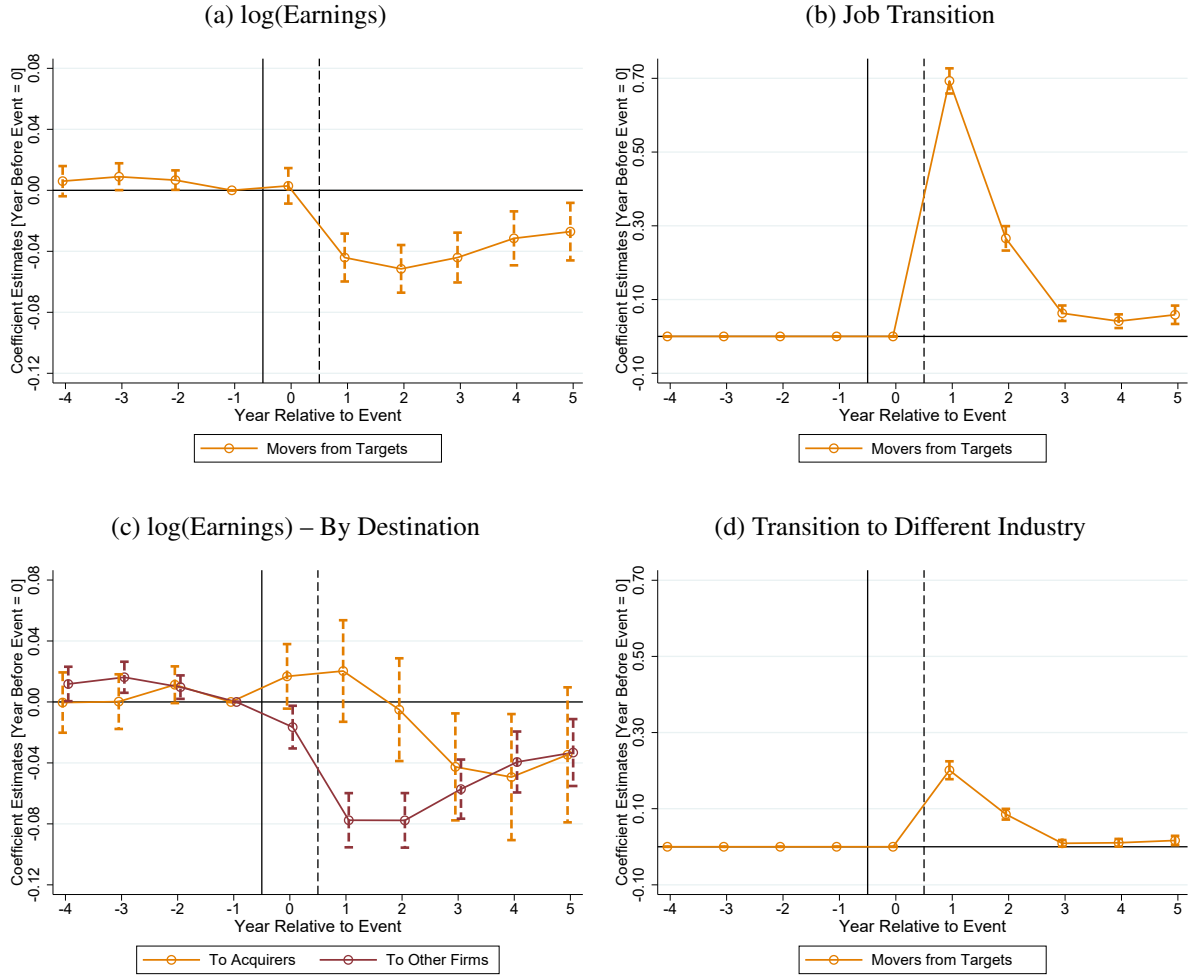 (a) log(Earnings)
Coefficient Estimates [Year Before Event = 0]
0.08
0.04
0.00
-0.04
-0.08
-0.12
-4 -3 -2 -1 0 1 2 3 4 5
Year Relative to Event
Movers from Targets
(b) Job Transition
Coefficient Estimates [Year Before Event = 0]
0.70
0.50
0.30
0.10
-0.10
-4 -3 -2 -1 0 1 2 3 4 5
Year Relative to Event
Movers from Targets
(c) log(Earnings) – By Destination
Coefficient Estimates [Year Before Event = 0]
0.08
0.04
0.00
-0.04
-0.08
-0.12
-4 -3 -2 -1 0 1 2 3 4 5
Year Relative to Event
To Acquirers To Other Firms
(d) Transition to Different Industry
Coefficient Estimates [Year Before Event = 0]
0.70
0.50
0.30
0.10
-0.10
-4 -3 -2 -1 0 1 2 3 4 5
Year Relative to Event
Movers from Targets